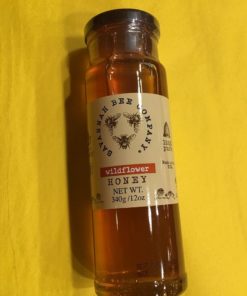 SAVANNAH BEE COMPANY
wildflower
HONEY
NET WT.
340g/12oz